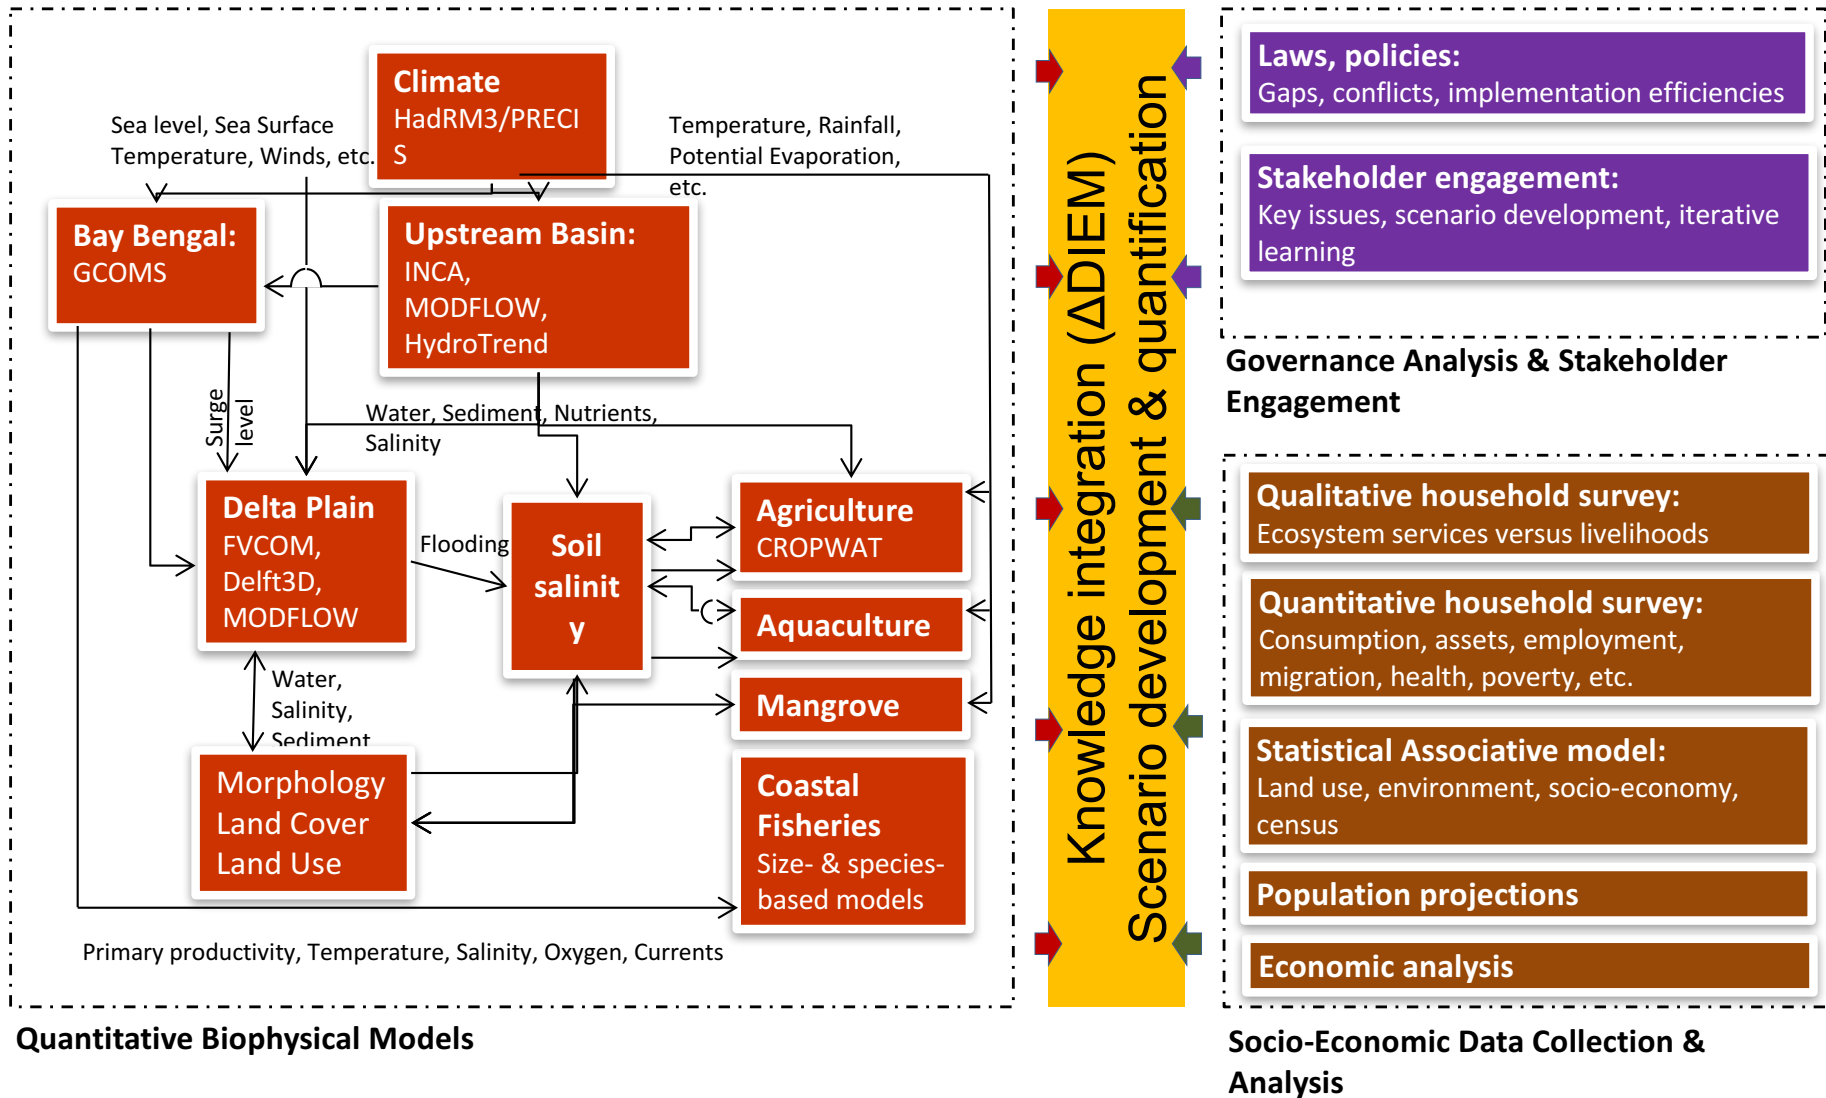 Climate
HadRM3/PRECI
S
Sea level, Sea Surface
Temperature, Winds, etc.
Temperature, Rainfall,
Potential Evaporation,
etc.
Bay Bengal:
GCOMS
Upstream Basin:
INCA,
MODFLOW,
HydroTrend
Surge
level
Water, Sediment, Nutrients,
Salinity
Delta Plain
FVCOM,
Delft3D,
MODFLOW
Flooding
Soil
salinit
y
Agriculture
CROPWAT
Aquaculture
Mangrove
Water,
Salinity,
Sediment
Morphology
Land Cover
Land Use
Coastal
Fisheries
Size- & species-
based models
Primary productivity, Temperature, Salinity, Oxygen, Currents
Quantitative Biophysical Models
Knowledge integration (ΔDIEM)
Scenario development & quantification
Laws, policies:
Gaps, conflicts, implementation efficiencies
Stakeholder engagement:
Key issues, scenario development, iterative
learning
Governance Analysis & Stakeholder
Engagement
Qualitative household survey:
Ecosystem services versus livelihoods
Quantitative household survey:
Consumption, assets, employment,
migration, health, poverty, etc.
Statistical Associative model:
Land use, environment, socio-economy,
census
Population projections
Economic analysis
Socio-Economic Data Collection &
Analysis